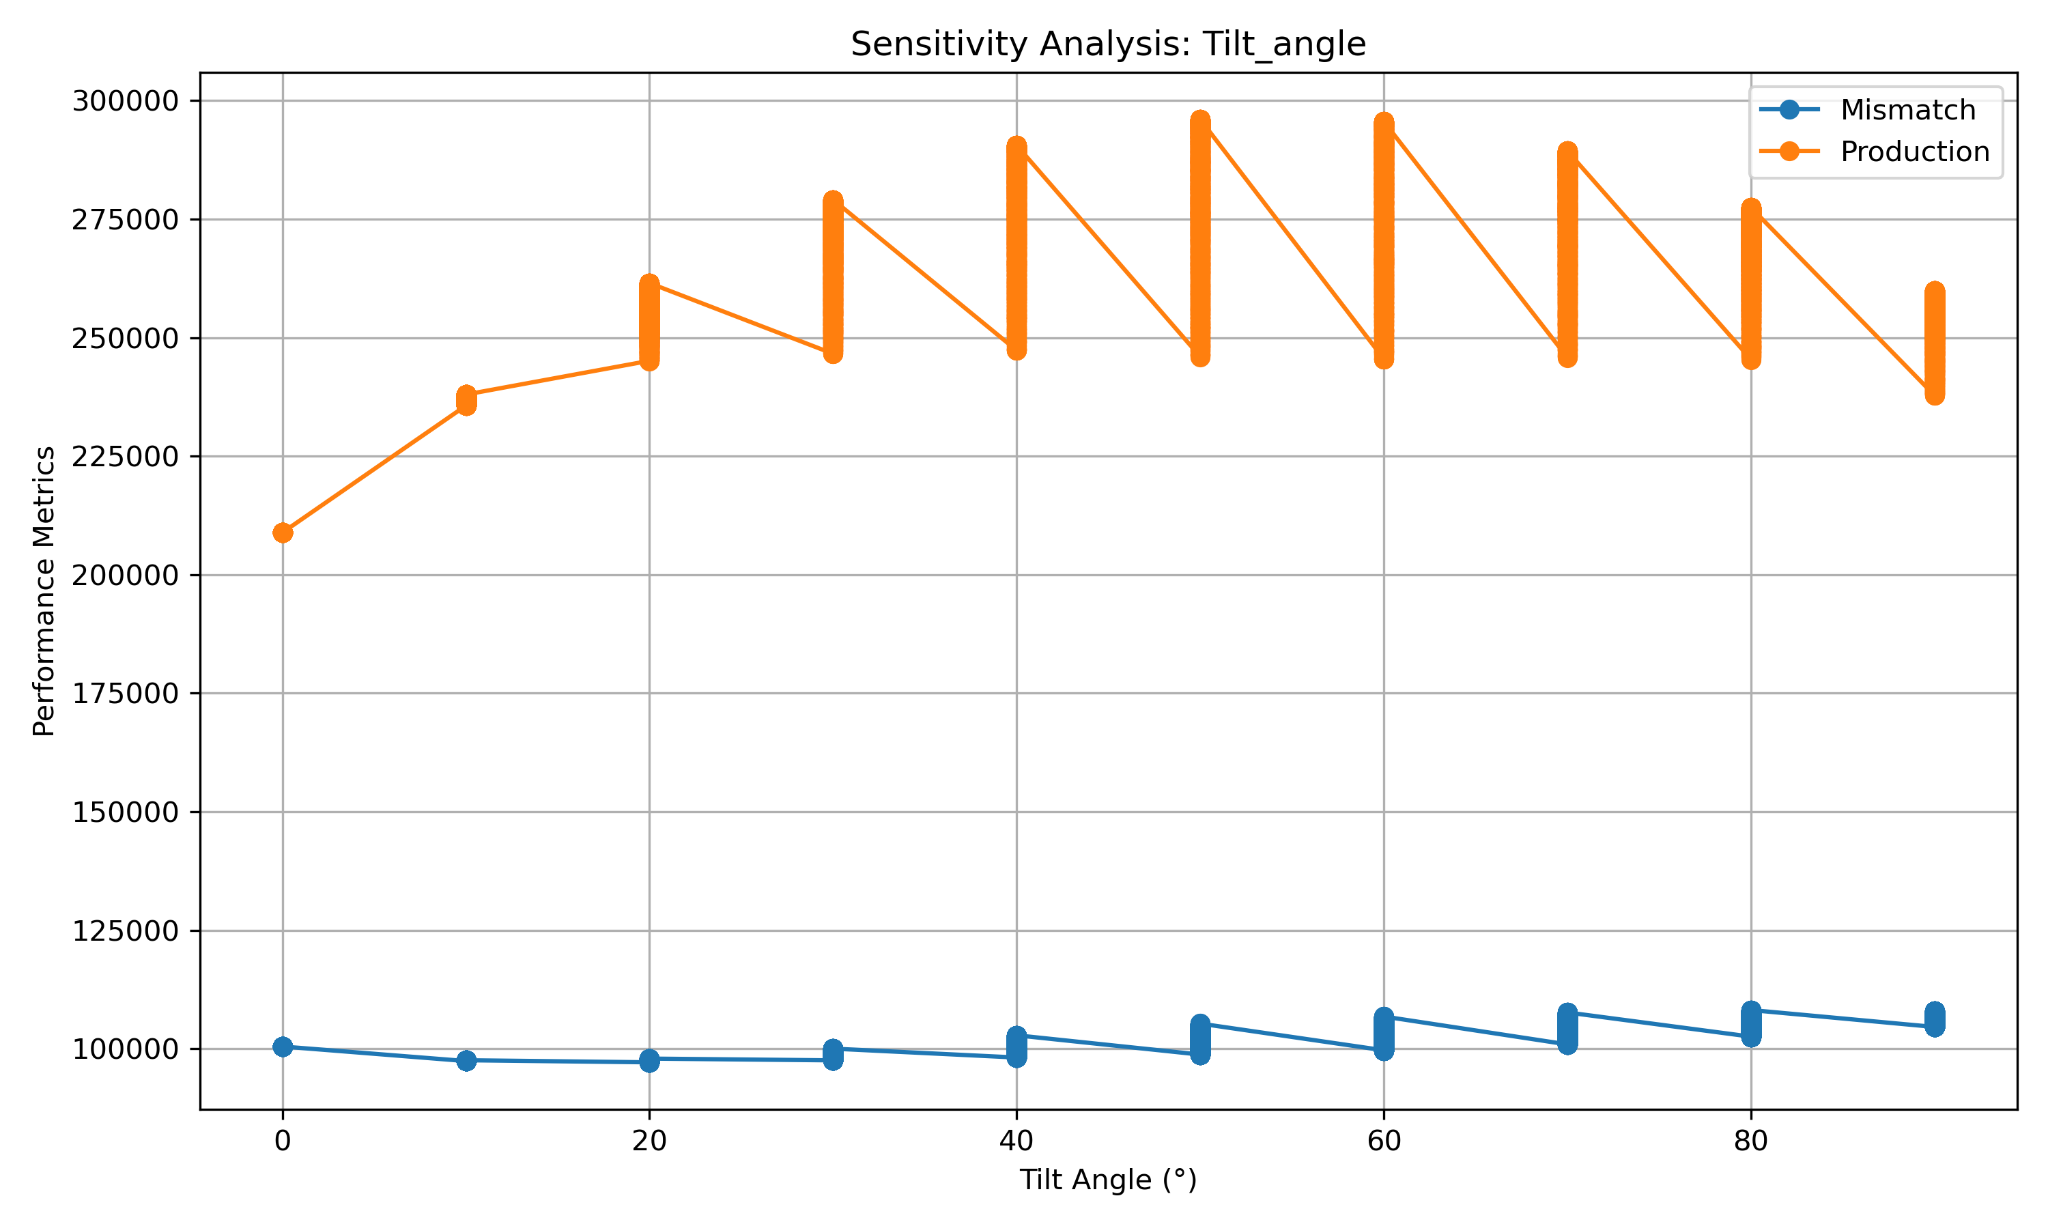 Sensitivity Analysis: Tilt_angle
Mismatch
Production
Performance Metrics
300000
275000
250000
225000
200000
175000
150000
125000
100000
0
20
40
60
80
Tilt Angle (°)